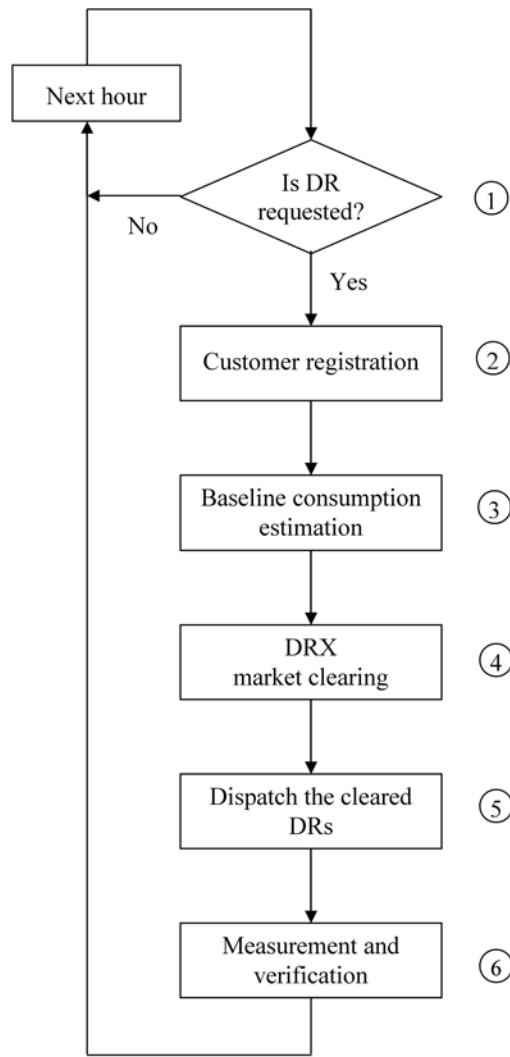 Next hour
Is DR
requested?
1
No
Yes
Customer registration
2
Baseline consumption
estimation
3
DRX
market clearing
4
Dispatch the cleared
DRs
5
Measurement and
verification
6